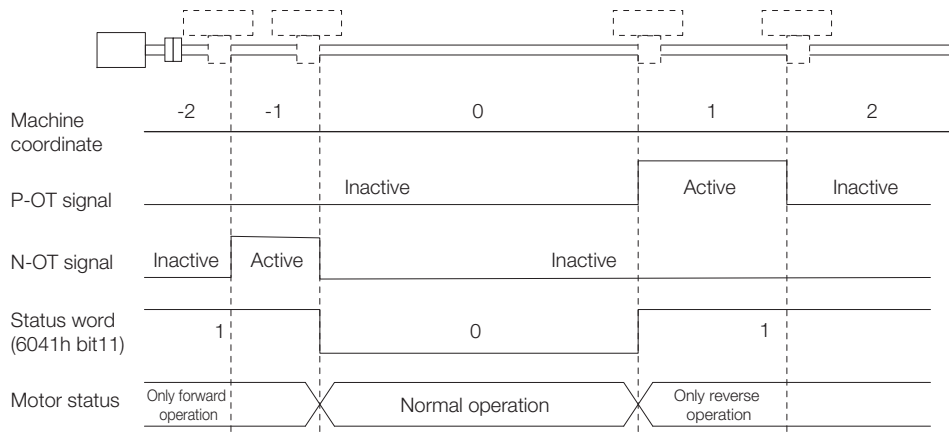 Machine
coordinate
-2 -1 0 1 2
P-OT signal
Inactive Active Inactive
N-OT signal
Inactive Active Inactive
Status word
(6041h bit11)
1 0 1
Motor status
Only forward
operation
Normal operation
Only reverse
operation